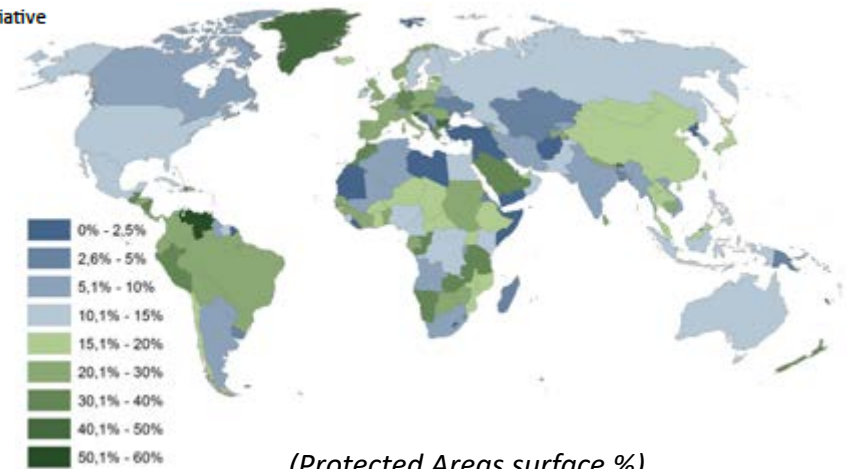 iative
0% - 2.5%
2,6% - 5%
5,1% - 10%
10,1% - 15%
15,1% - 20%
20,1% - 30%
30,1% - 40%
40,1% - 50%
50,1% - 60%
(Protected Areas surface %)